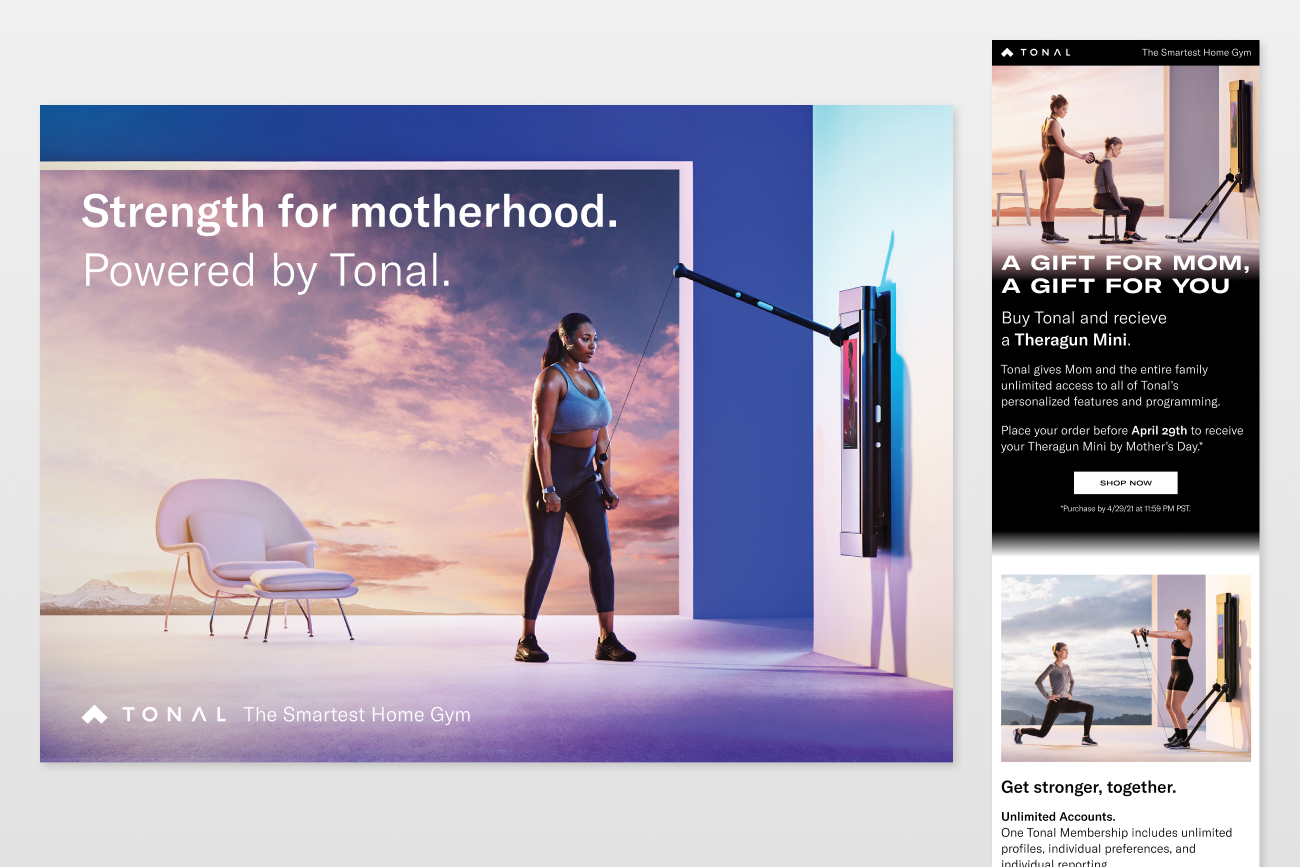 Strength for motherhood.
Powered by Tonal.
TONAL The Smartest Home Gym
TONAL
The Smartest Home Gym
A GIFT FOR MOM,
A GIFT FOR YOU
Buy Tonal and recieve
a Theragun Mini.
Tonal gives Mom and the entire family
unlimited access to all of Tonal's
personalized features and programming.
Place your order before April 29th to receive
your Theragun Mini by Mother's Day.*
SHOP NOW
*Purchase by 4/29/21 at 11:59 PM PST.
Get stronger, together.
Unlimited Accounts.
One Tonal Membership includes unlimited
profiles, individual preferences, and
individual reporting